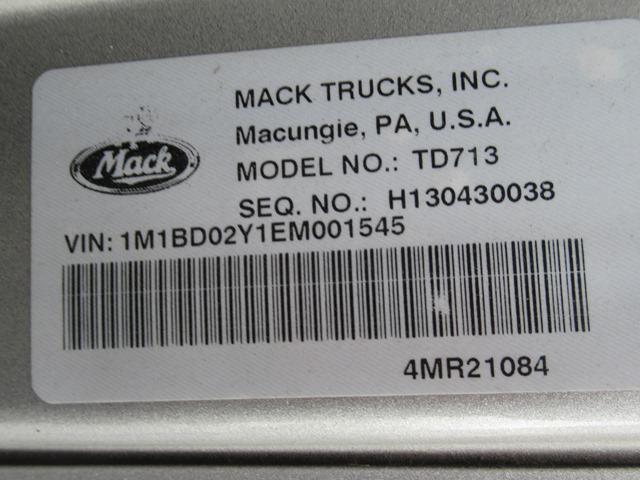 Mack
MACK TRUCKS, INC.
Macungie, PA, U.S.A.
MODEL NO.: TD713
SEQ. NO.: H130430038
VIN: 1M1BD02Y1EM001545
4MR21084